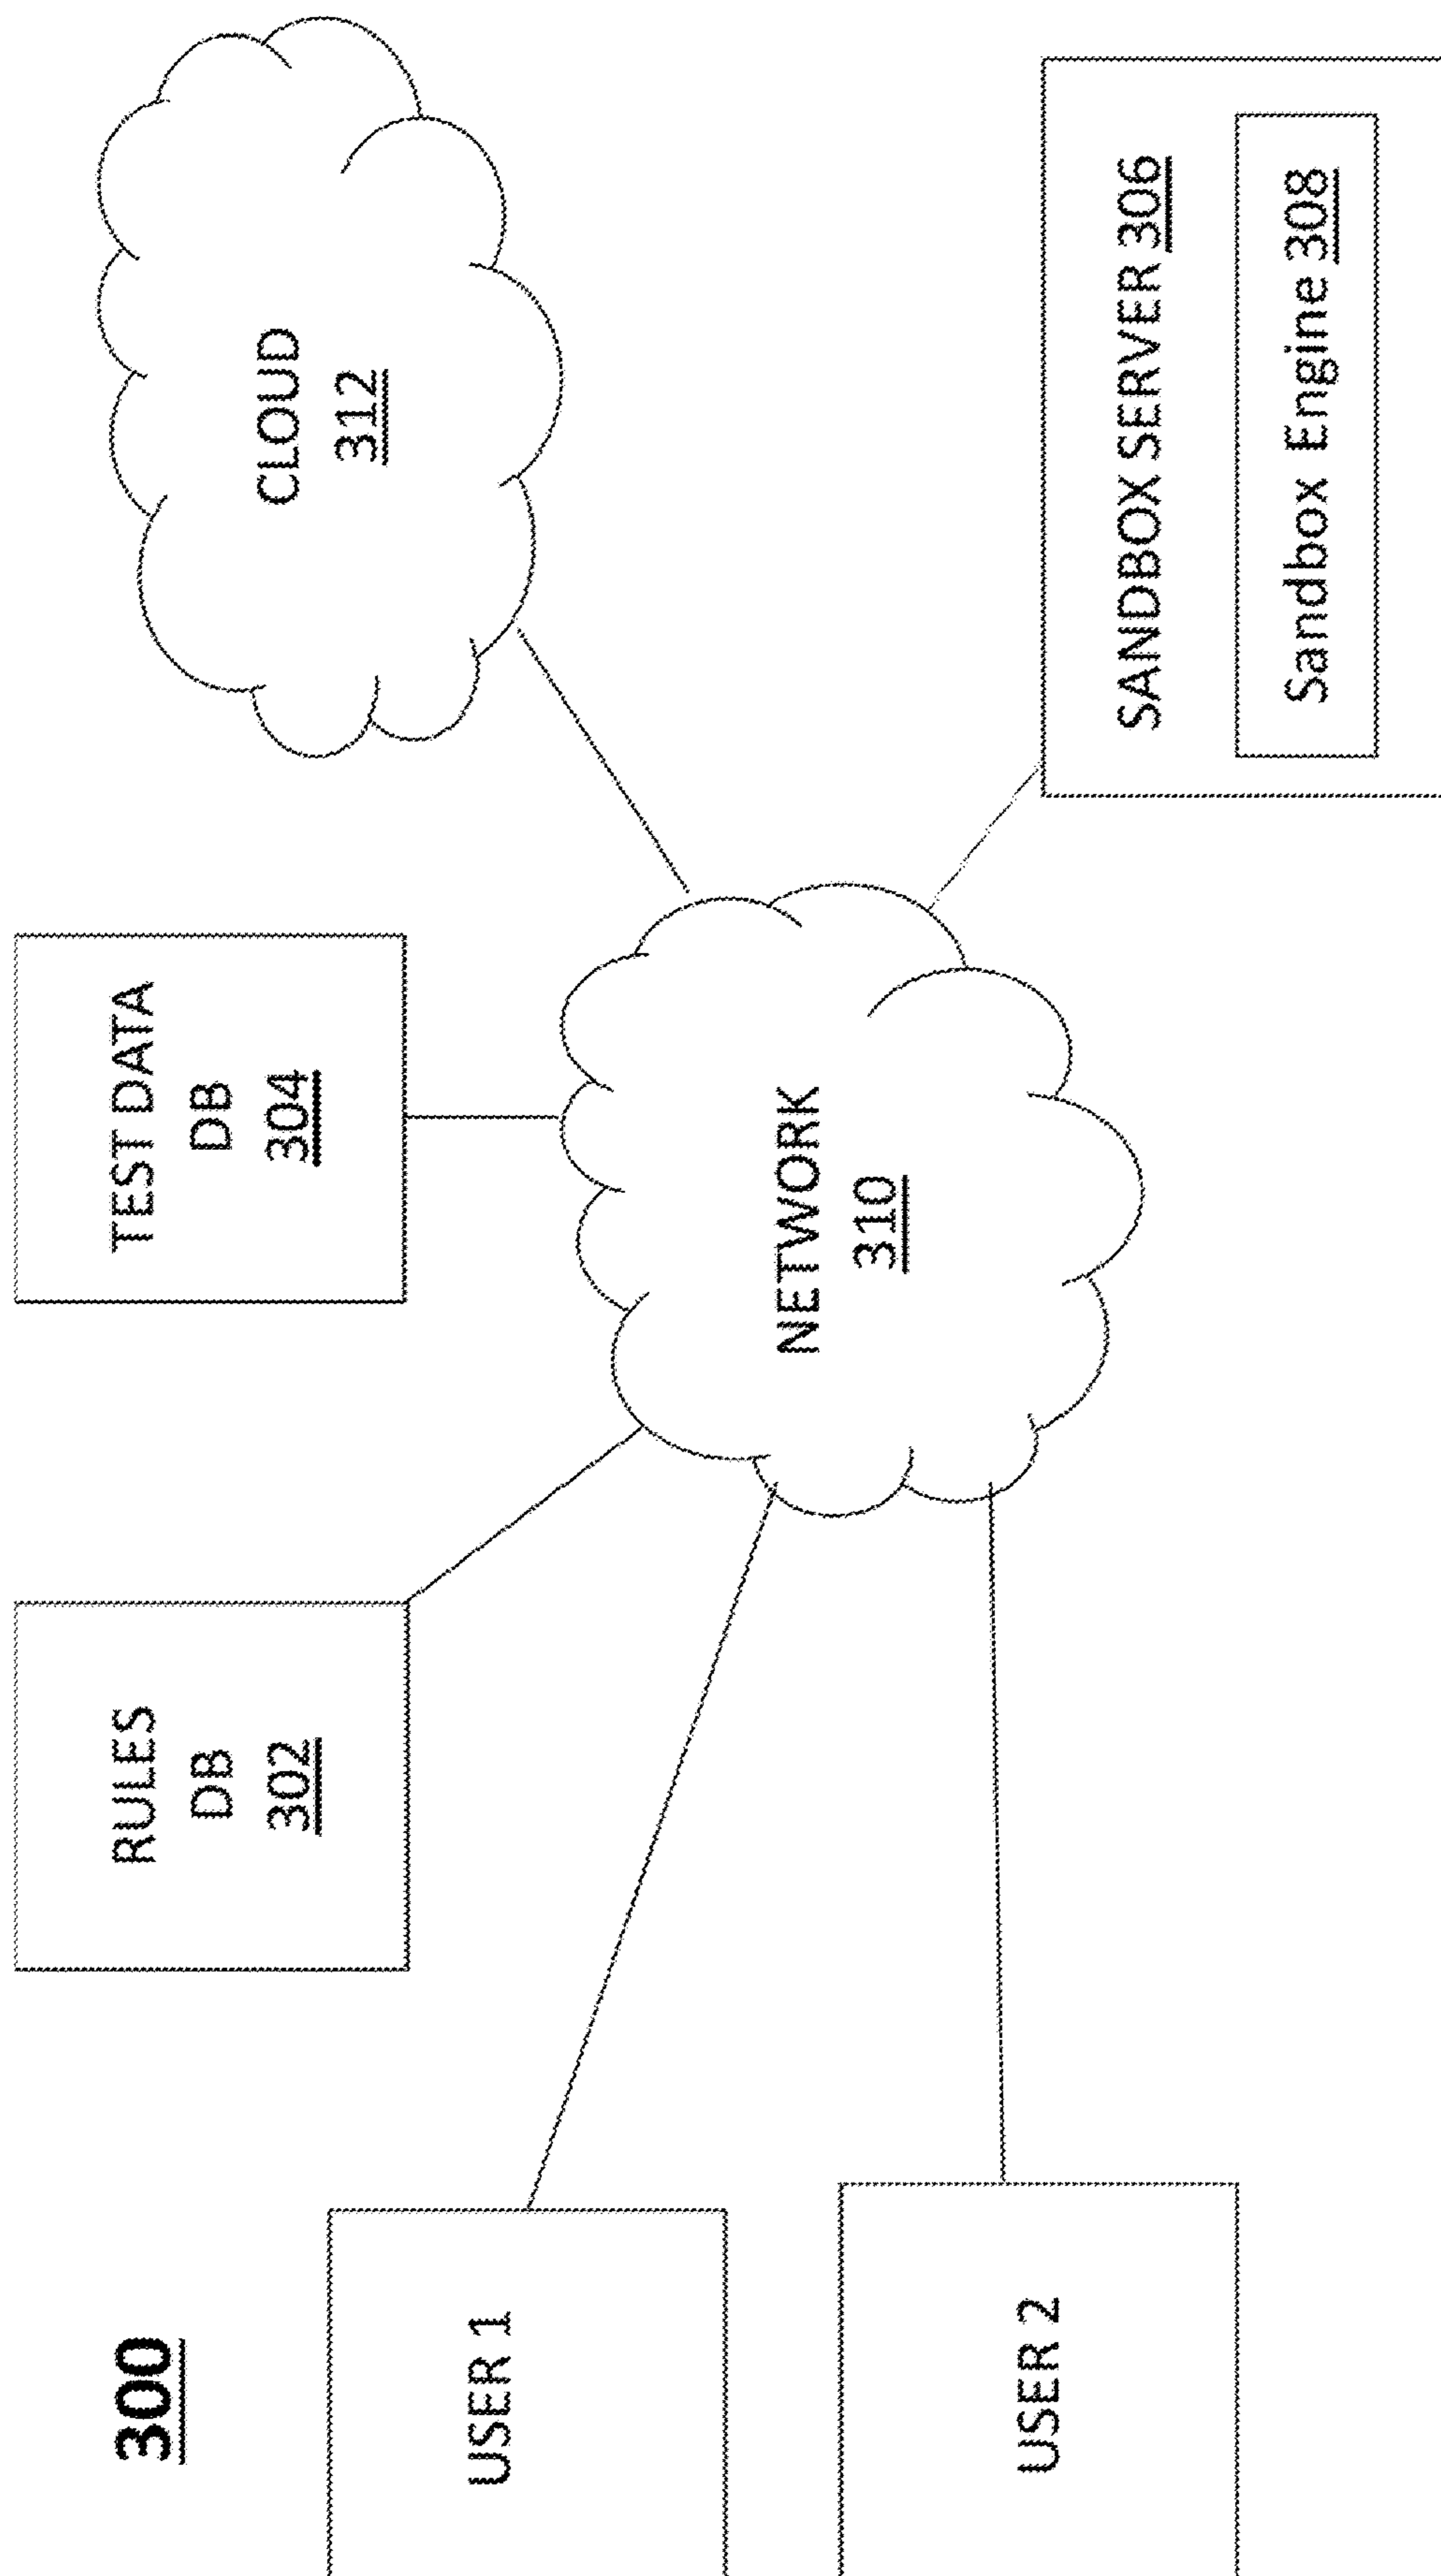 300
RULES
DB
302
TEST DATA
DB
304
CLOUD
312
USER 1
NETWORK
310
USER 2
SANDBOX SERVER 306
Sandbox Engine 308